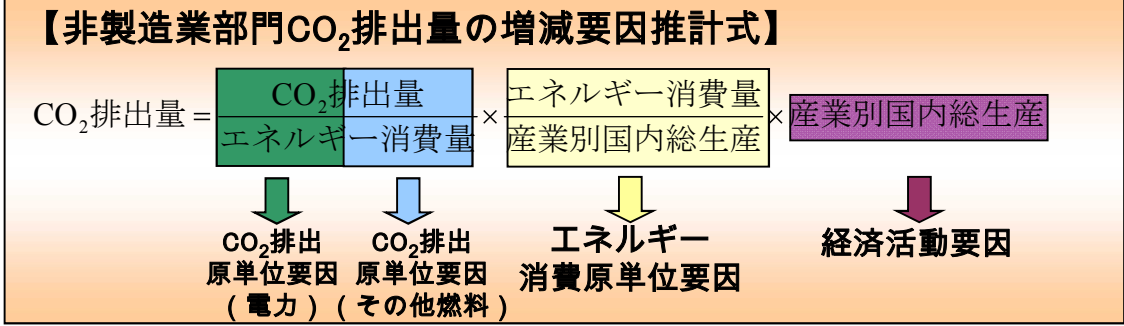 【非製造業部門CO₂排出量の増減要因推計式】
CO₂排出量 = CO₂排出量 / エネルギー消費量 × エネルギー消費量 / 産業別国内総生産 × 産業別国内総生産
CO₂排出
原単位要因
(電力)
CO₂排出
原単位要因
(その他燃料)
エネルギー
消費原単位要因
経済活動要因